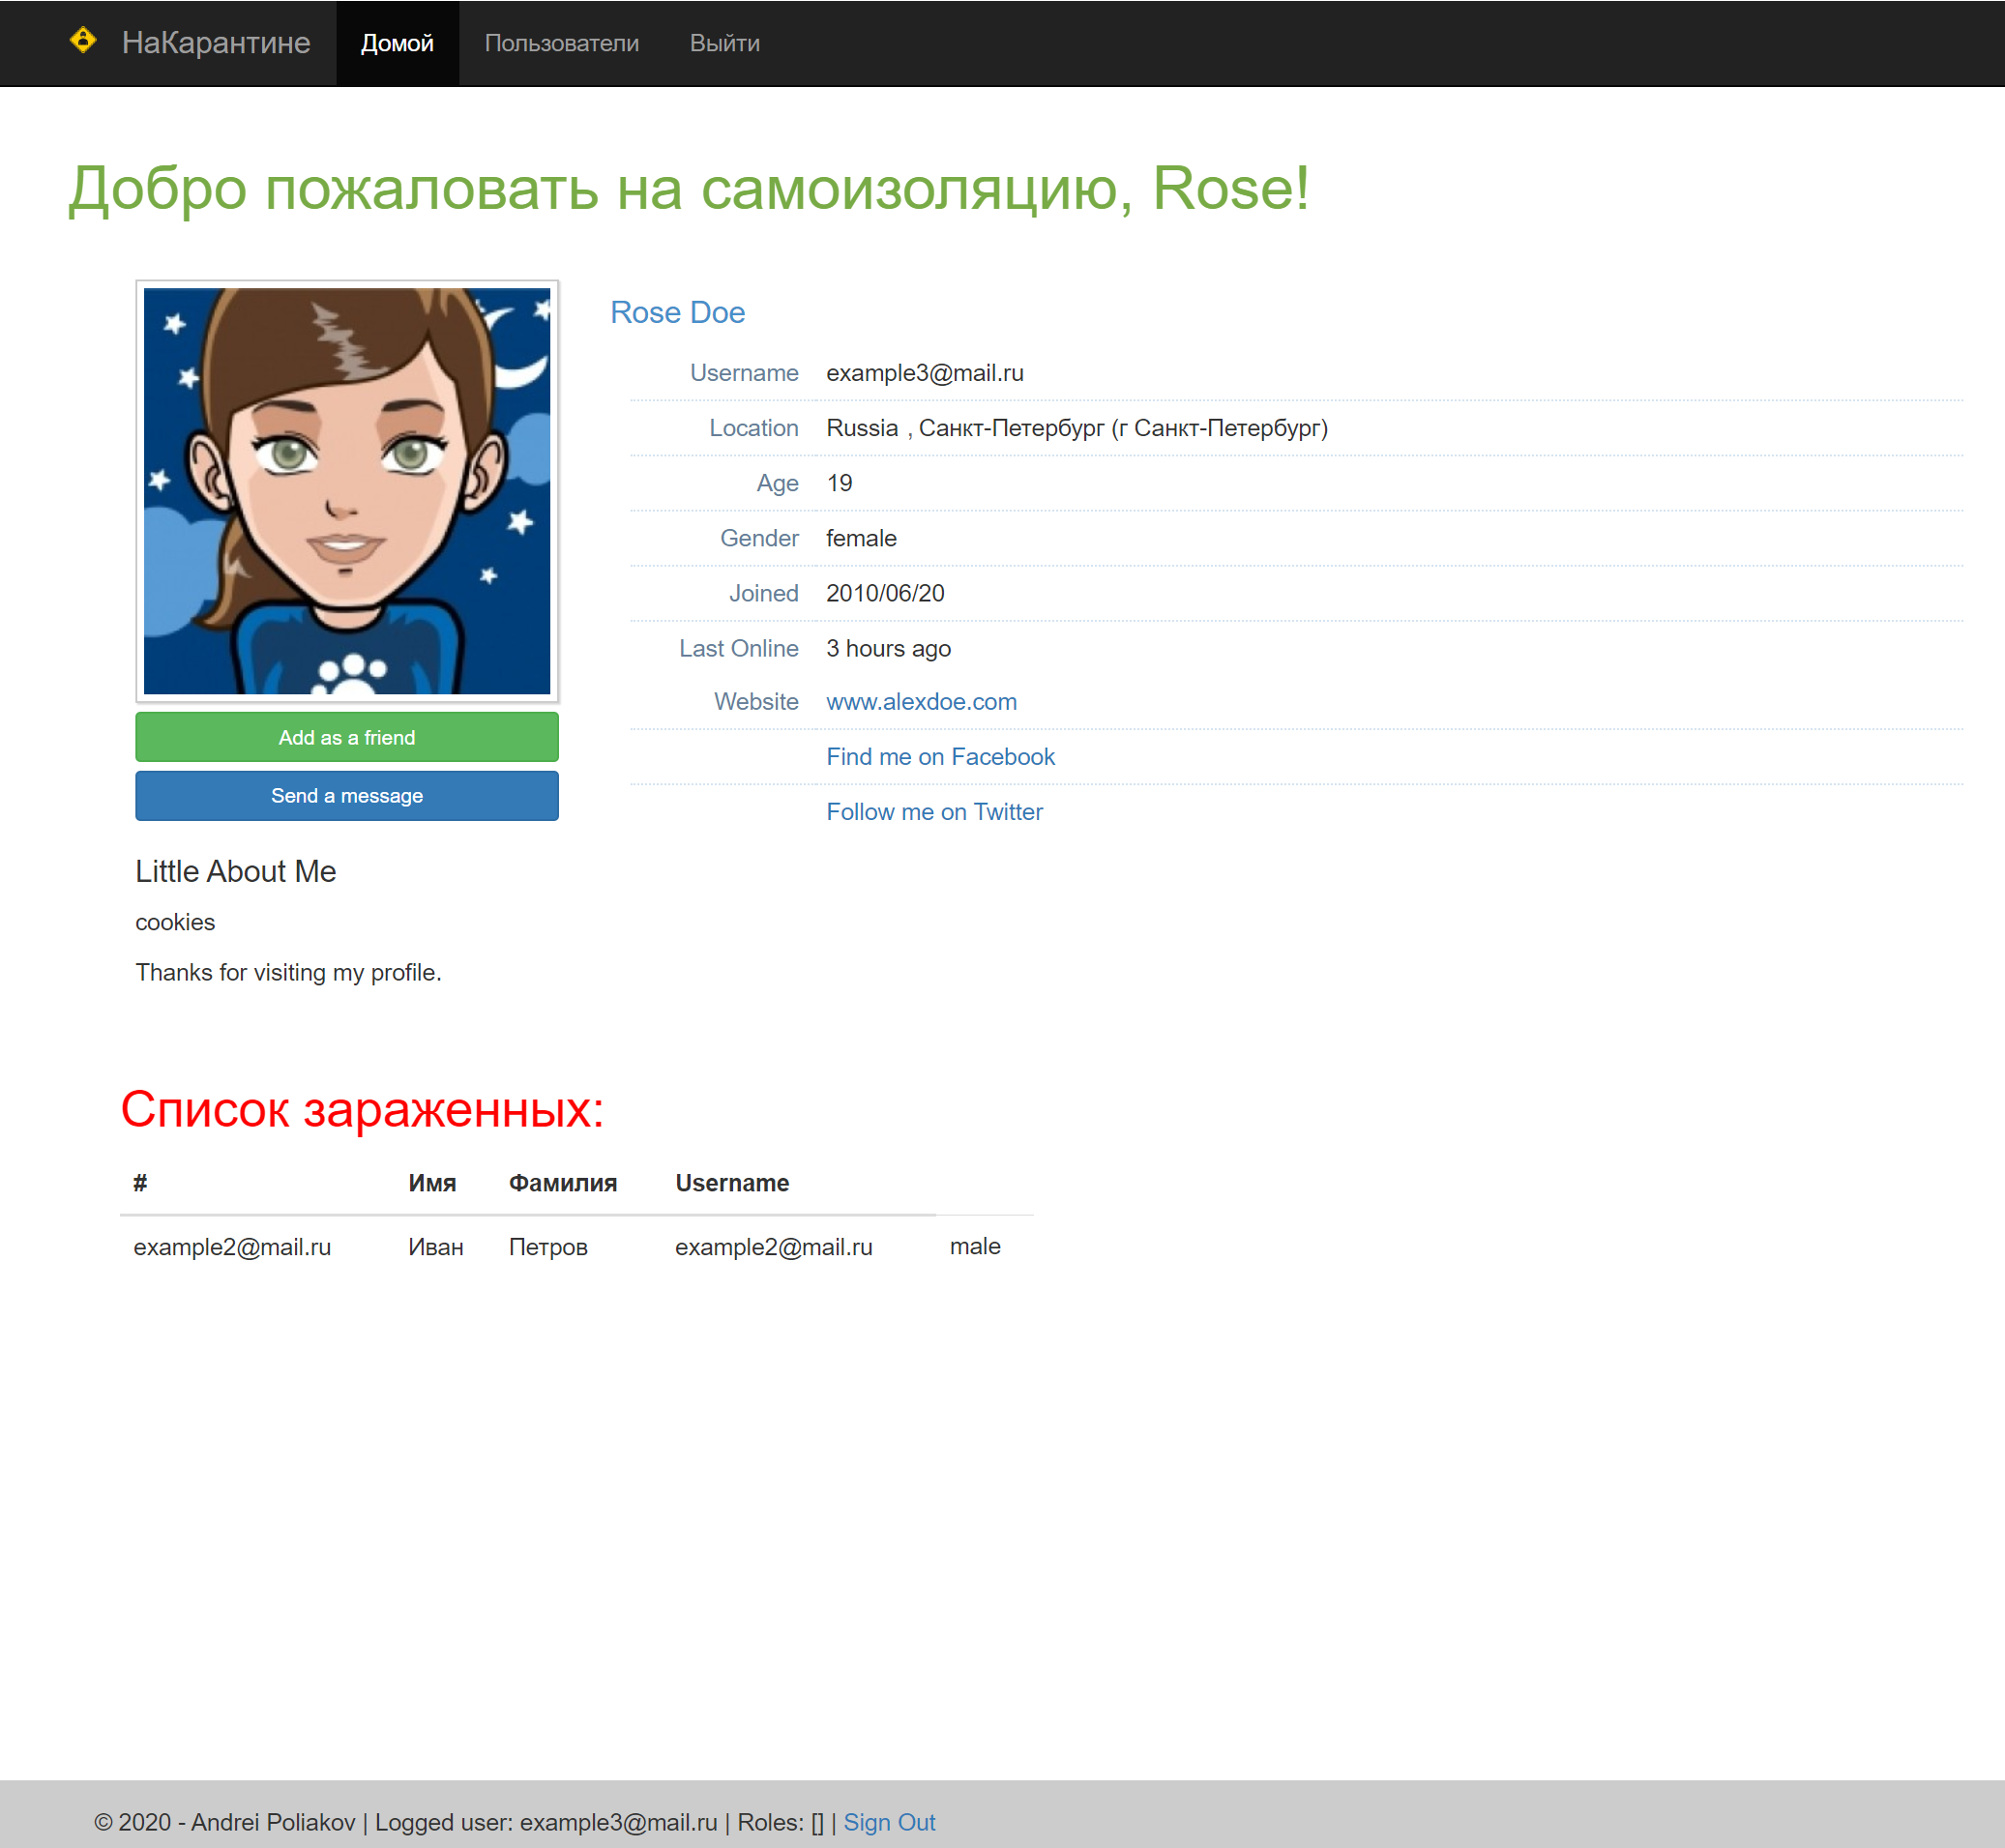 НаКарантине Домой Пользователи Выйти
Добро пожаловать на самоизоляцию, Rose!
Rose Doe
Username example3@mail.ru
Location Russia , Санкт-Петербург (г Санкт-Петербург)
Age 19
Gender female
Joined 2010/06/20
Last Online 3 hours ago
Website www.alexdoe.com
Find me on Facebook
Follow me on Twitter
Add as a friend
Send a message
Little About Me
cookies
Thanks for visiting my profile.
Список зараженных:
# Имя Фамилия Username
example2@mail.ru Иван Петров example2@mail.ru male
© 2020 - Andrei Poliakov | Logged user: example3@mail.ru | Roles: [] | Sign Out